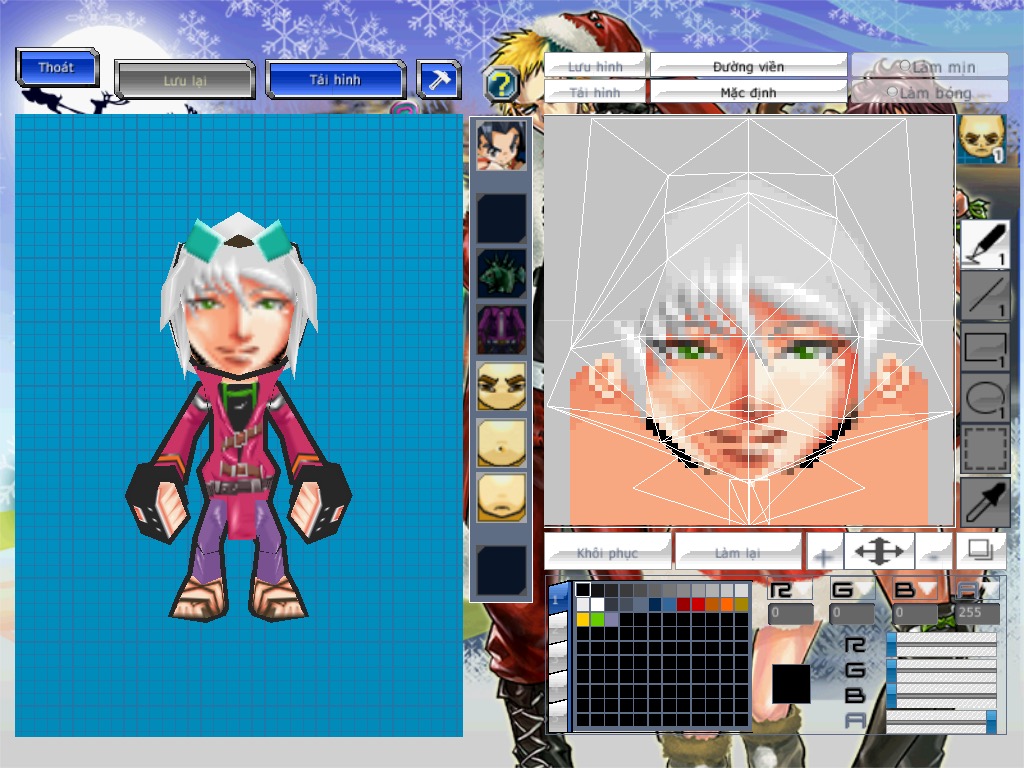 Thoát
Lưu lại
Tải hình
?
Lưu hình
Đường viền
Làm mịn
Tải hình
Mặc định
Làm bóng
1
1
1
1
1
Khôi phục
Làm lại
+
-
1
R G B A
0 0 0 255
R
G
B
A